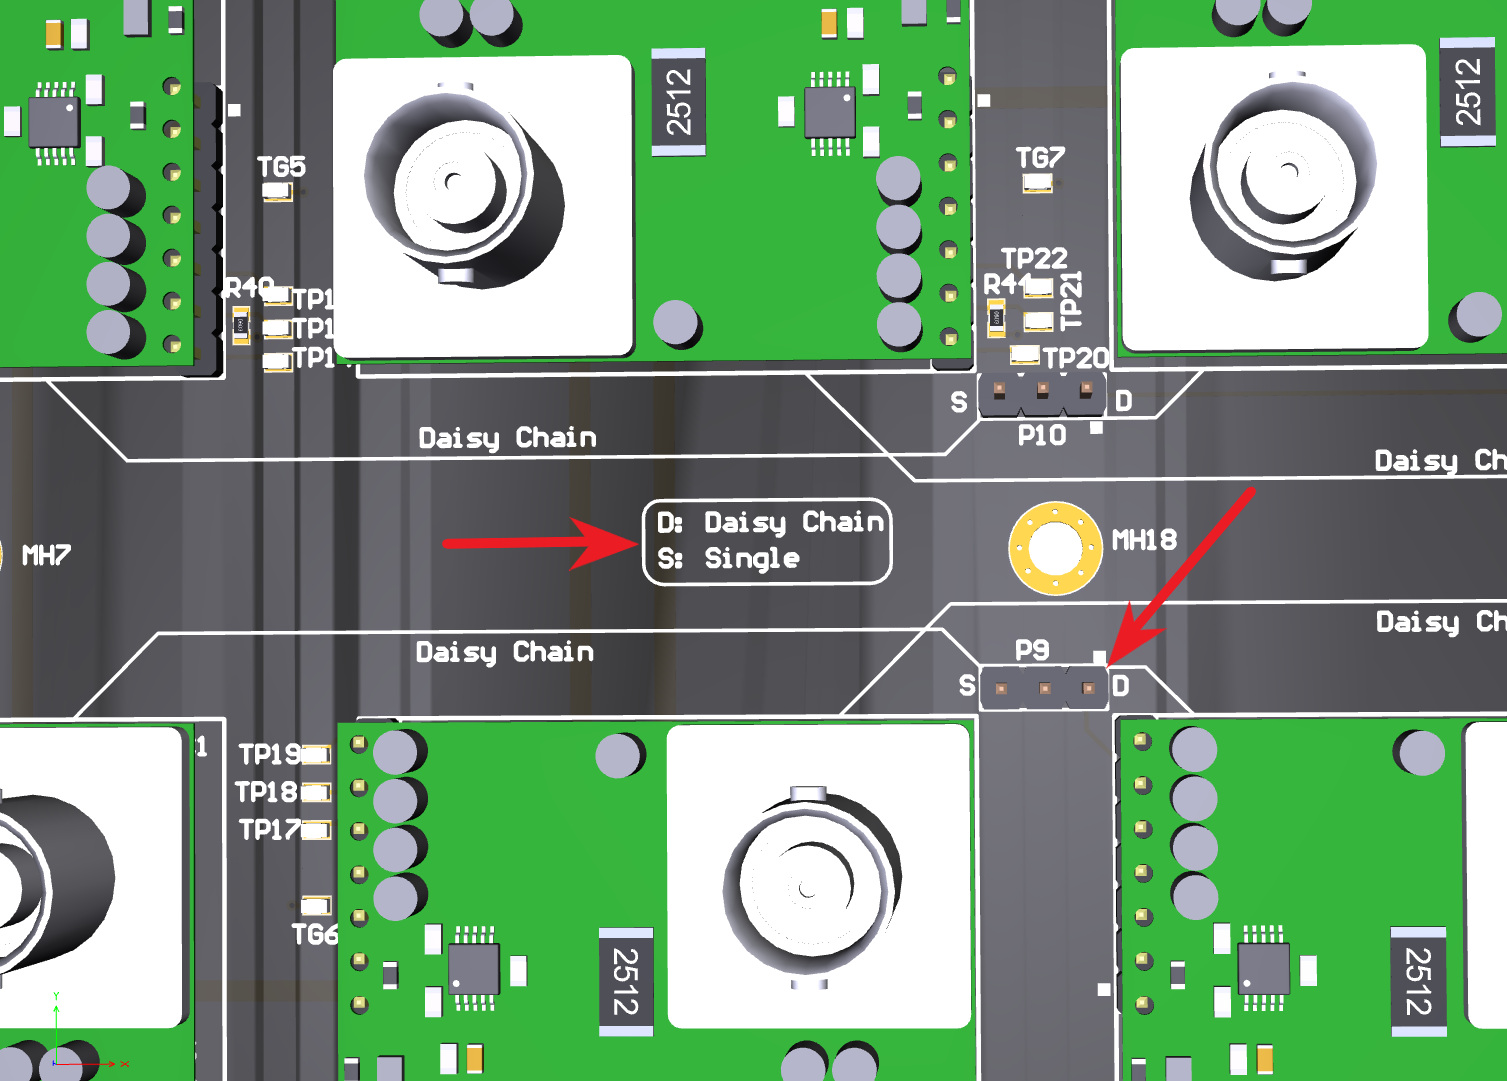 2512
2512
TG5
TG7
TP22
R40
TP1
R44
TP21
TP1
TP1
TP20
S
D
P10
Daisy Chain
Daisy Ch
D: Daisy Chain
S: Single
MH7
MH18
Daisy Ch
Daisy Chain
P9
S
D
1
TP19
TP18
TP17
TG6
2512
2512
Y
X